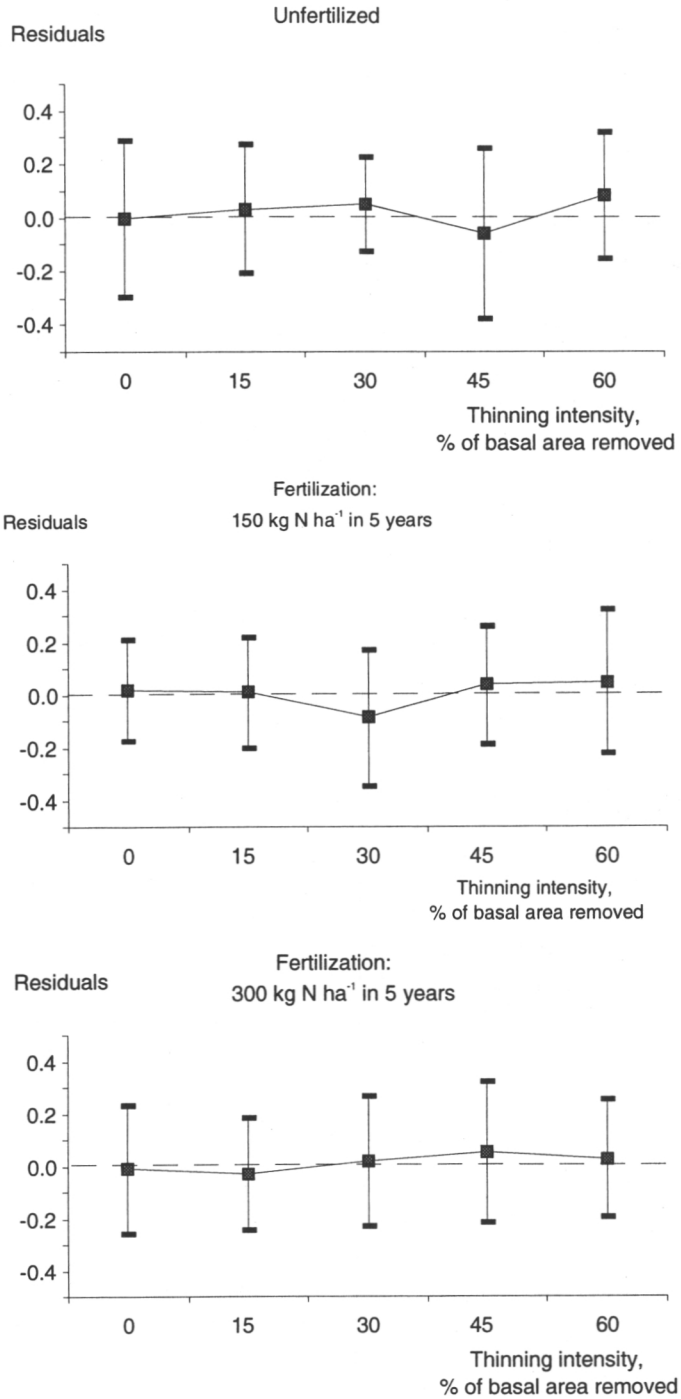 Unfertilized
Residuals
0.4
0.2
0.0
-0.2
-0.4
0 15 30 45 60
Thinning intensity,
% of basal area removed
Fertilization:
150 kg N ha⁻¹ in 5 years
Residuals
0.4
0.2
0.0
-0.2
-0.4
0 15 30 45 60
Thinning intensity,
% of basal area removed
Fertilization:
300 kg N ha⁻¹ in 5 years
Residuals
0.4
0.2
0.0
-0.2
-0.4
0 15 30 45 60
Thinning intensity,
% of basal area removed